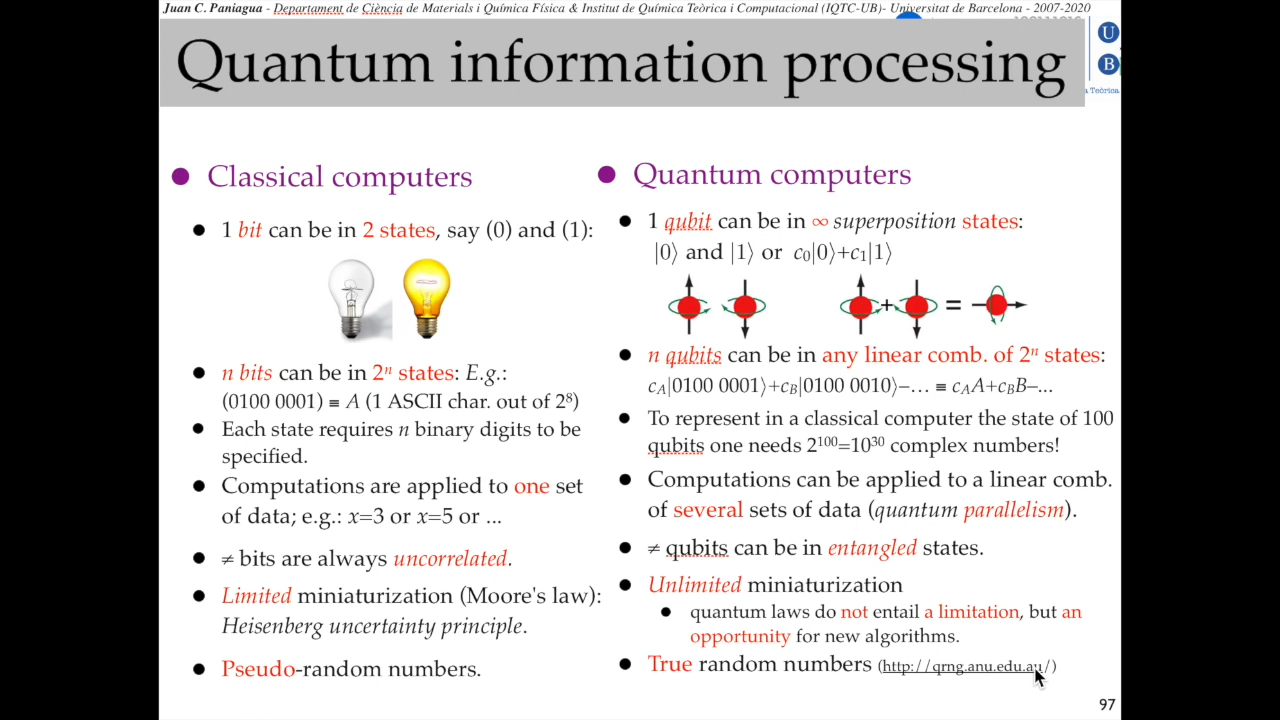 Juan C. Paniagua - Departament de Ciència de Materials i Química Física & Institut de Química Teòrica i Computacional (IQTC-UB)- Universitat de Barcelona - 2007-2020
Quantum information processing
U
B
a Teòrica
Classical computers
1 bit can be in 2 states, say (0) and (1):
n bits can be in 2ⁿ states: E.g.:
(0100 0001) ≡ A (1 ASCII char. out of 2⁸)
Each state requires n binary digits to be
specified.
Computations are applied to one set
of data; e.g.: x=3 or x=5 or ...
≠ bits are always uncorrelated.
Limited miniaturization (Moore's law):
Heisenberg uncertainty principle.
Pseudo-random numbers.
Quantum computers
1 qubit can be in ∞ superposition states:
|0⟩ and |1⟩ or c₀|0⟩+c₁|1⟩
+ =
n qubits can be in any linear comb. of 2ⁿ states:
c_A|0100 0001⟩+c_B|0100 0010⟩–… ≡ c_A A+c_B B–...
To represent in a classical computer the state of 100
qubits one needs 2¹⁰⁰=10³⁰ complex numbers!
Computations can be applied to a linear comb.
of several sets of data (quantum parallelism).
≠ qubits can be in entangled states.
Unlimited miniaturization
quantum laws do not entail a limitation, but an
opportunity for new algorithms.
True random numbers (http://qrng.anu.edu.au/)
97